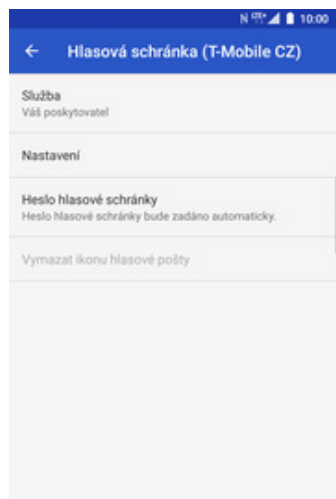 10:00
Hlasová schránka (T-Mobile CZ)
Služba
Váš poskytovatel
Nastavení
Heslo hlasové schránky
Heslo hlasové schránky bude zadáno automaticky.
Vymazat ikonu hlasové pošty